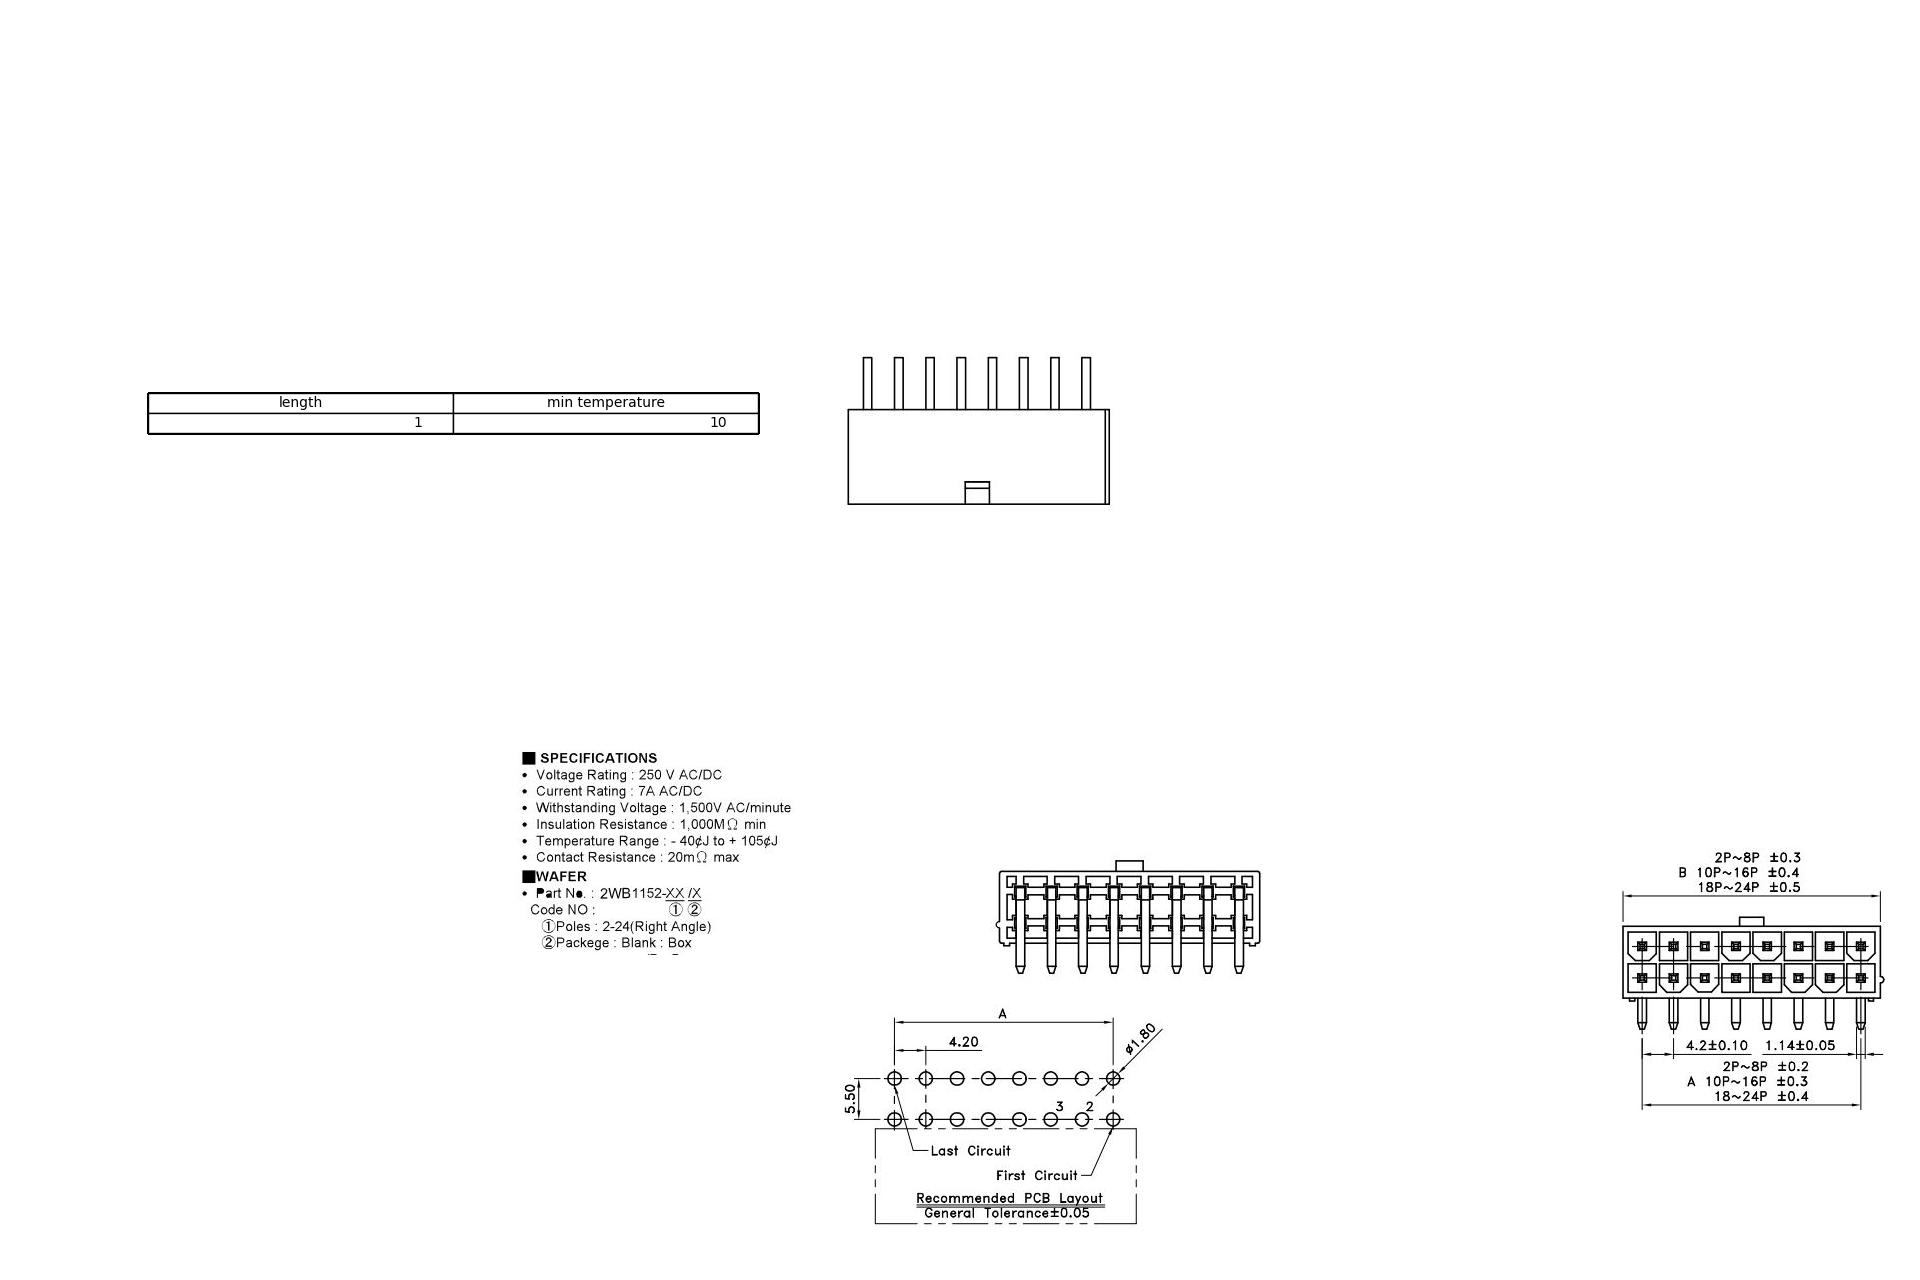 length min temperature
1 10
■ SPECIFICATIONS
• Voltage Rating : 250 V AC/DC
• Current Rating : 7A AC/DC
• Withstanding Voltage : 1,500V AC/minute
• Insulation Resistance : 1,000MΩ min
• Temperature Range : - 40¢J to + 105¢J
• Contact Resistance : 20mΩ max
■WAFER
• Part No. : 2WB1152-XX /X
Code NO : ① ②
①Poles : 2-24(Right Angle)
②Packege : Blank : Box
2P~8P ±0.3
B 10P~16P ±0.4
18P~24P ±0.5
4.2±0.10 1.14±0.05
2P~8P ±0.2
A 10P~16P ±0.3
18~24P ±0.4
A
4.20
ø1.80
5.50
3 2
Last Circuit
First Circuit
Recommended PCB Layout
General Tolerance±0.05